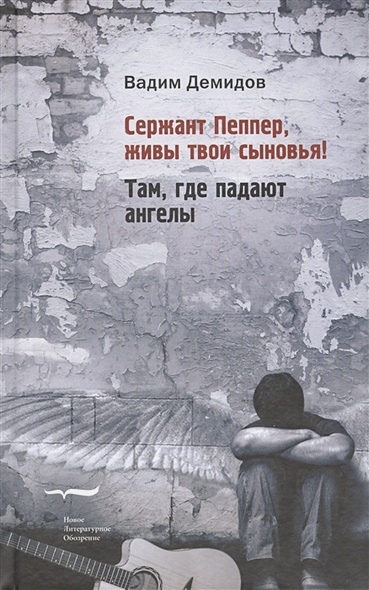 Вадим Демидов
Сержант Пеппер,
живы твои сыновья!
Там, где падают
ангелы
Новое
Литературное
Обозрение